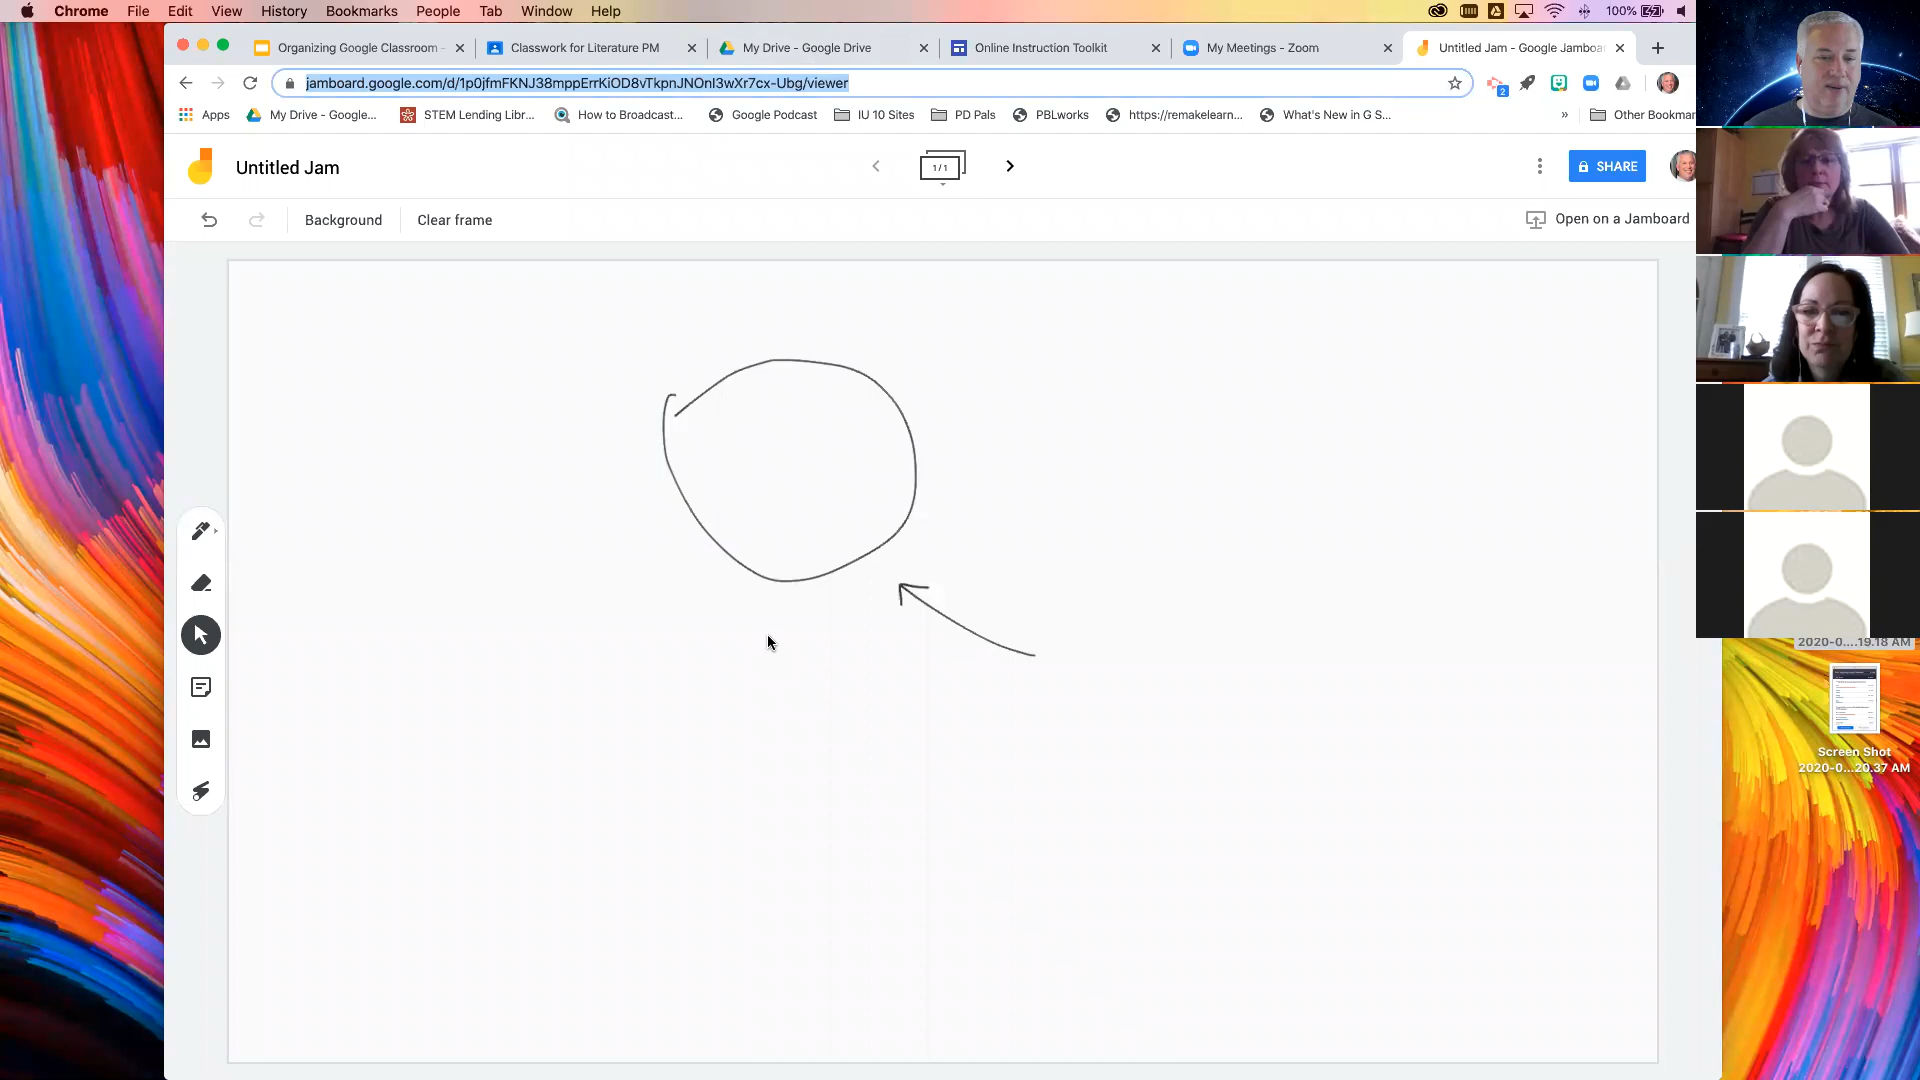 Chrome File Edit View History Bookmarks People Tab Window Help 100%
Organizing Google Classroom - Classwork for Literature PM My Drive - Google Drive Online Instruction Toolkit My Meetings - Zoom Untitled Jam - Google Jamboa
jamboard.google.com/d/1p0jfmFKNJ38mppErrKiOD8vTkpnJNOnI3wXr7cx-Ubg/viewer 2
Apps My Drive - Google... STEM Lending Libr... How to Broadcast... Google Podcast IU 10 Sites PD Pals PBLworks https://remakelearn... What's New in G S... » Other Bookmar
Untitled Jam 1/1 SHARE
Background Clear frame Open on a Jamboard
2020-0....19.18 AM
Screen Shot
2020-0...20.37 AM